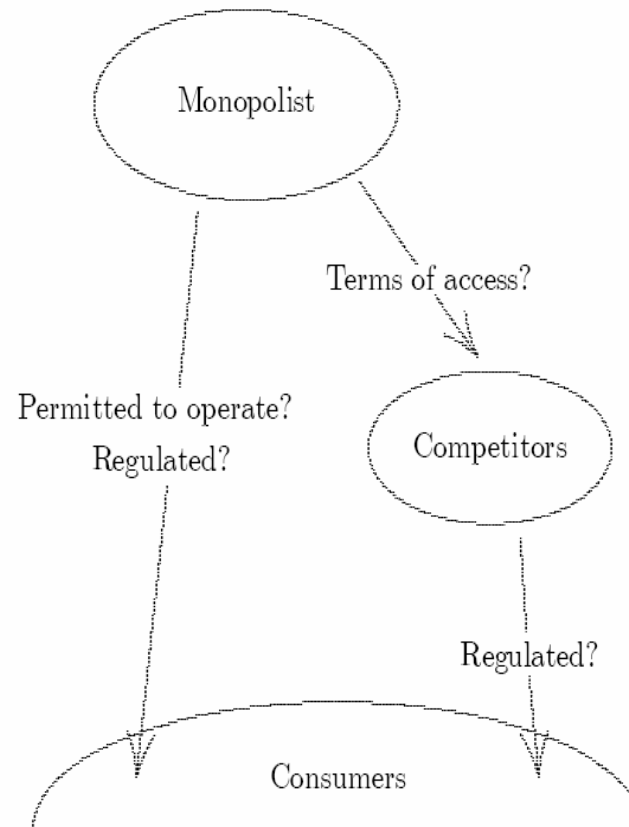 Monopolist
Terms of access?
Permitted to operate?
Regulated?
Competitors
Regulated?
Consumers